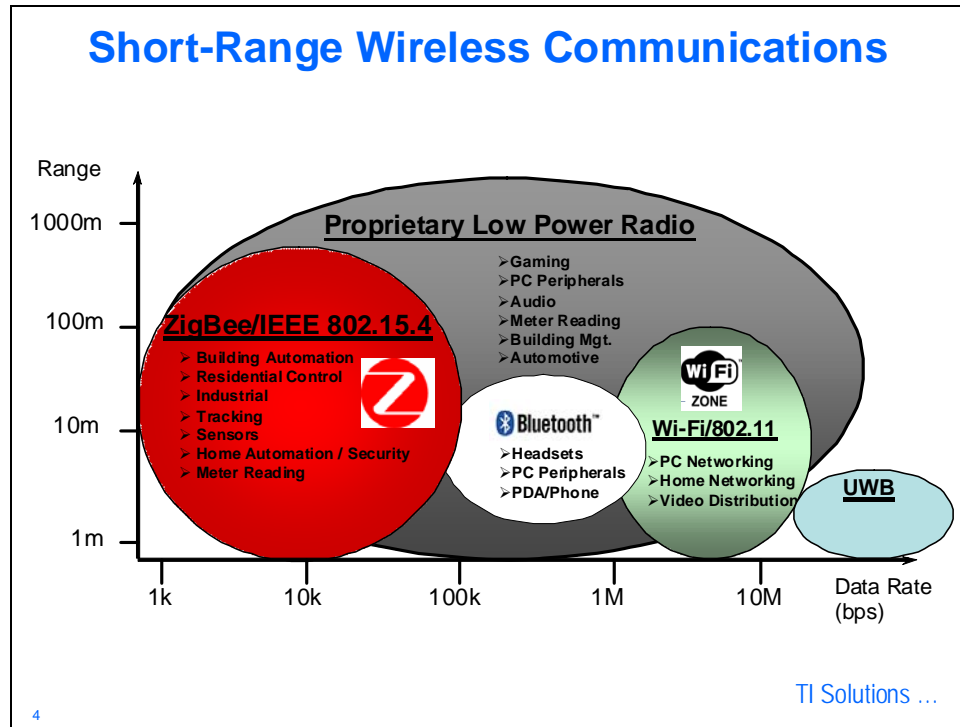 Short-Range Wireless Communications
Range
1000m
100m
10m
1m
Proprietary Low Power Radio
➢Gaming
➢PC Peripherals
➢Audio
➢Meter Reading
➢Building Mgt.
➢Automotive
ZigBee/IEEE 802.15.4
➢ Building Automation
➢ Residential Control
➢ Industrial
➢ Tracking
➢ Sensors
➢ Home Automation / Security
➢ Meter Reading
Bluetooth™
➢Headsets
➢PC Peripherals
➢PDA/Phone
Wi Fi
ZONE
Wi-Fi/802.11
➢PC Networking
➢Home Networking
➢Video Distribution
UWB
1k
10k
100k
1M
10M
Data Rate
(bps)
TI Solutions …
4